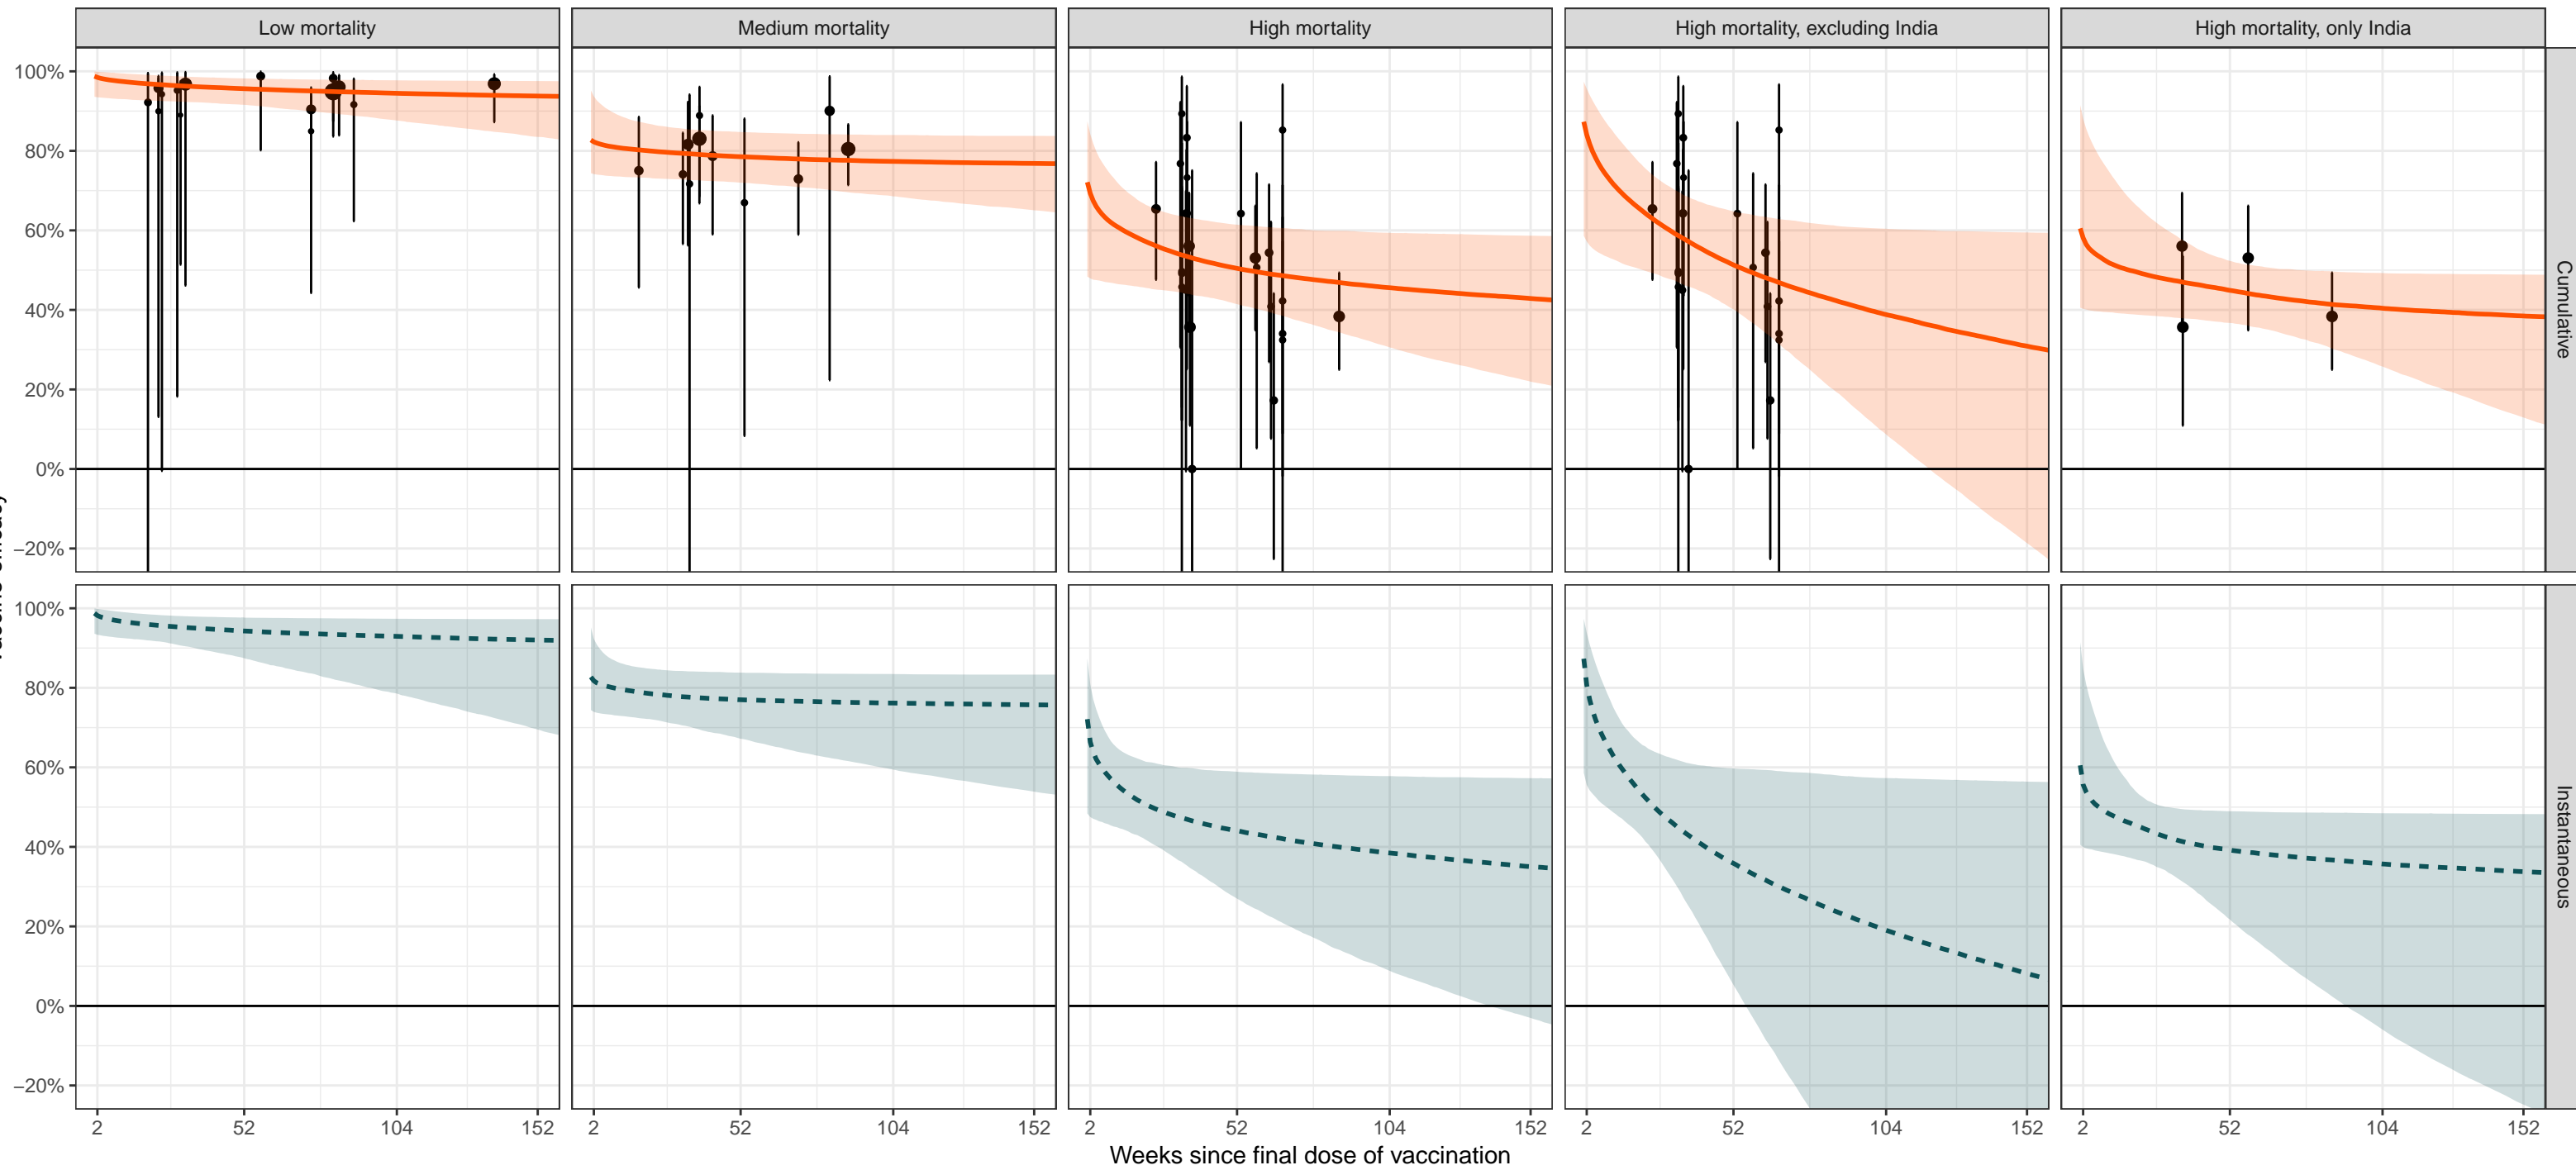 Low mortality
Medium mortality
High mortality
High mortality, excluding India
High mortality, only India
100%
80%
60%
40%
20%
0%
−20%
Cumulative
100%
80%
60%
40%
20%
0%
−20%
Instantaneous
2 52 104 152
2 52 104 152
2 52 104 152
2 52 104 152
2 52 104 152
Weeks since final dose of vaccination